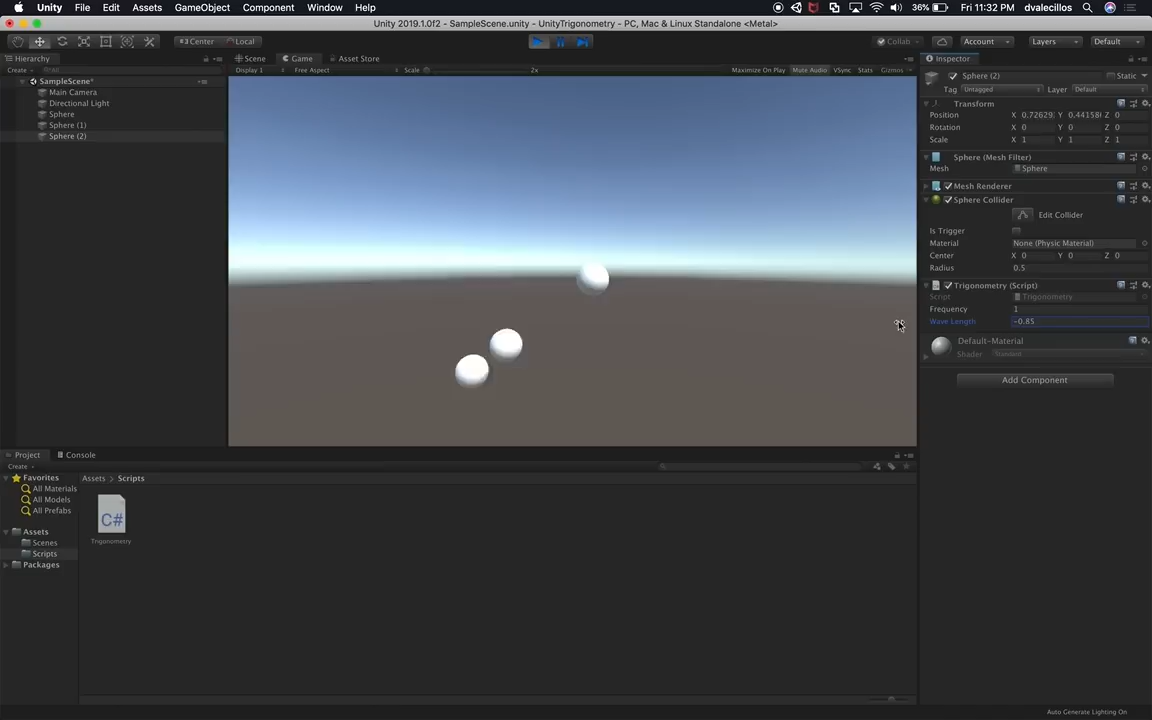 Unity File Edit Assets GameObject Component Window Help 36% Fri 11:32 PM dvalecillos
Unity 2019.1.0f2 - SampleScene.unity - UnityTrigonometry - PC, Mac & Linux Standalone <Metal>
Center Local Collab Account Layers Default
Hierarchy Scene Game Asset Store Inspector
Create All Display 1 Free Aspect Scale 2x Maximize On Play Mute Audio VSync Stats Gizmos
SampleScene*
Main Camera
Directional Light
Sphere
Sphere (1)
Sphere (2)
Sphere (2) Static
Tag Untagged Layer Default
Transform
Position X 0.72629 Y 0.44158 Z 0
Rotation X 0 Y 0 Z 0
Scale X 1 Y 1 Z 1
Sphere (Mesh Filter)
Mesh Sphere
Mesh Renderer
Sphere Collider
Edit Collider
Is Trigger
Material None (Physic Material)
Center X 0 Y 0 Z 0
Radius 0.5
Trigonometry (Script)
Script Trigonometry
Frequency 1
Wave Length -0.85
Default-Material
Shader Standard
Add Component
Project Console
Create
Favorites
All Materials
All Models
All Prefabs
Assets
Scenes
Scripts
Packages
Assets > Scripts
C#
Trigonometry
Auto Generate Lighting On